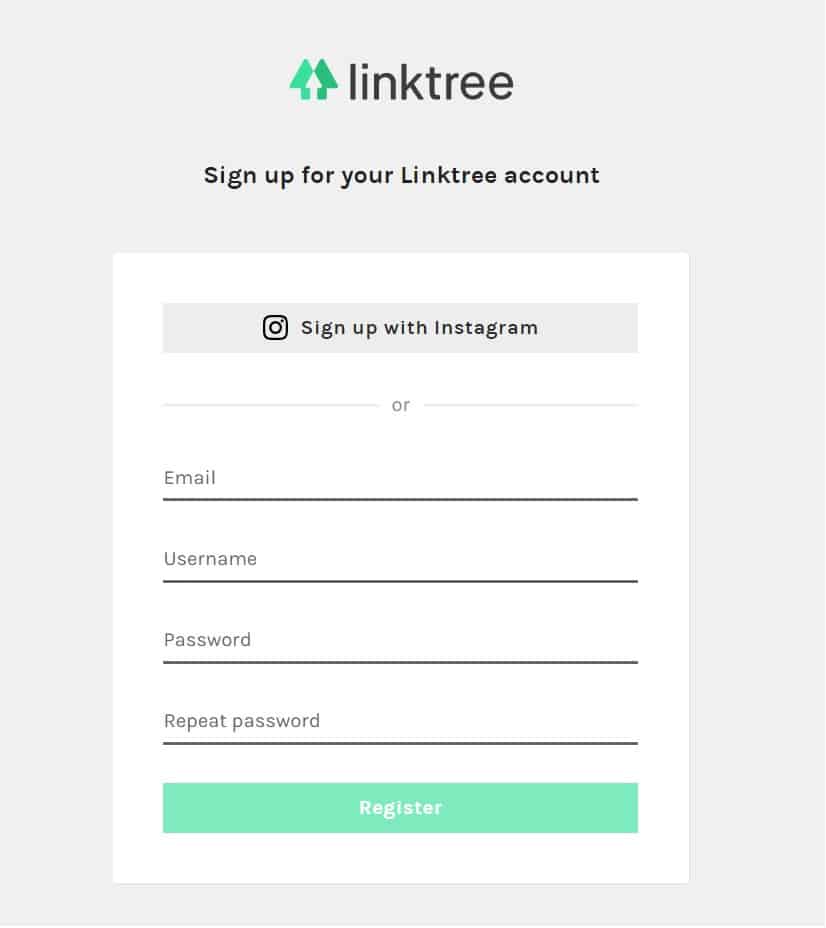 linktree
Sign up for your Linktree account
Sign up with Instagram
or
Email
Username
Password
Repeat password
Register